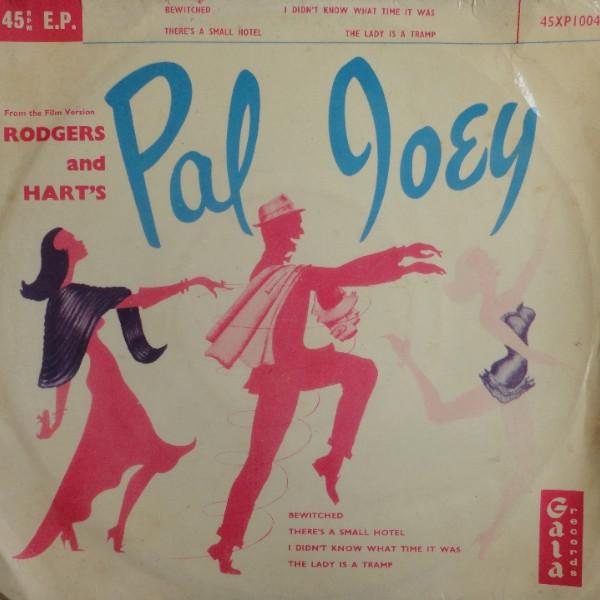 45 RPM E.P.
BEWITCHED
I DIDN'T KNOW WHAT TIME IT WAS
THERE'S A SMALL HOTEL
THE LADY IS A TRAMP
45XP1004
From the Film Version
RODGERS
and
HART'S
Pal Joey
BEWITCHED
THERE'S A SMALL HOTEL
I DIDN'T KNOW WHAT TIME IT WAS
THE LADY IS A TRAMP
Gala
records